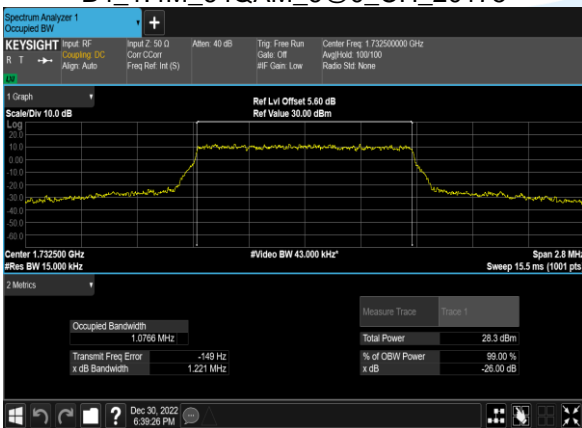 Spectrum Analyzer 1
Occupied BW
+
KEYSIGHT Input: RF Input Z: 50 Ω Atten: 40 dB Trig: Free Run Center Freq: 1.732500000 GHz
R T Coupling: DC Corr CCorr Gate: Off Avg|Hold: 100/100
Align: Auto Freq Ref: Int (S) #IF Gain: Low Radio Std: None
LXI
1 Graph
Ref Lvl Offset 5.60 dB
Scale/Div 10.0 dB Ref Value 30.00 dBm
Log
20.0
10.0
0.00
-10.0
-20.0
-30.0
-40.0
-50.0
-60.0
Center 1.732500 GHz #Video BW 43.000 kHz* Span 2.8 MHz
#Res BW 15.000 kHz Sweep 15.5 ms (1001 pts
2 Metrics
Measure Trace Trace 1
Occupied Bandwidth
1.0766 MHz Total Power 28.3 dBm
Transmit Freq Error -149 Hz % of OBW Power 99.00 %
x dB Bandwidth 1.221 MHz x dB -26.00 dB
? Dec 30, 2022
6:39:26 PM